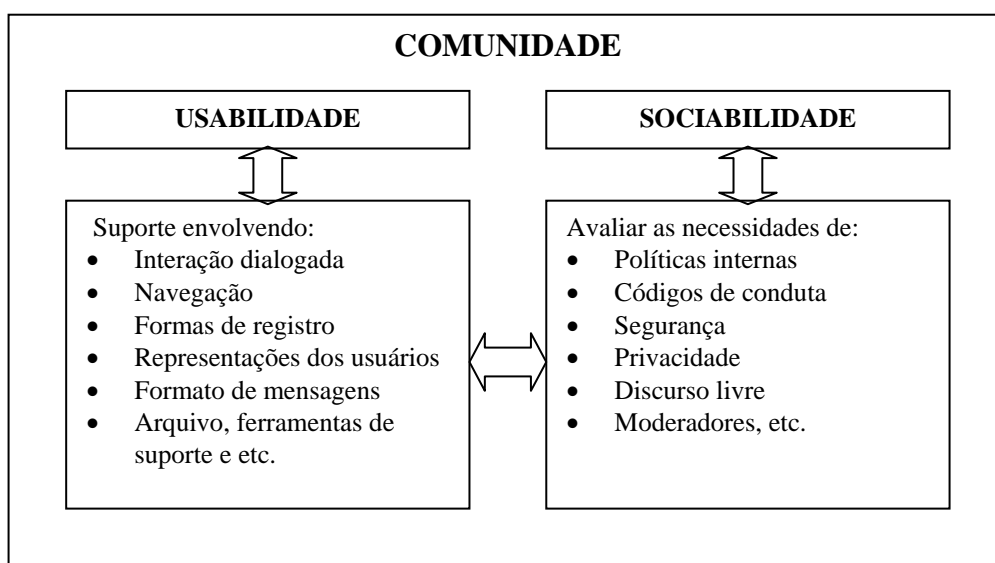 COMUNIDADE
USABILIDADE
Suporte envolvendo:
• Interação dialogada
• Navegação
• Formas de registro
• Representações dos usuários
• Formato de mensagens
• Arquivo, ferramentas de
suporte e etc.
SOCIABILIDADE
Avaliar as necessidades de:
• Políticas internas
• Códigos de conduta
• Segurança
• Privacidade
• Discurso livre
• Moderadores, etc.